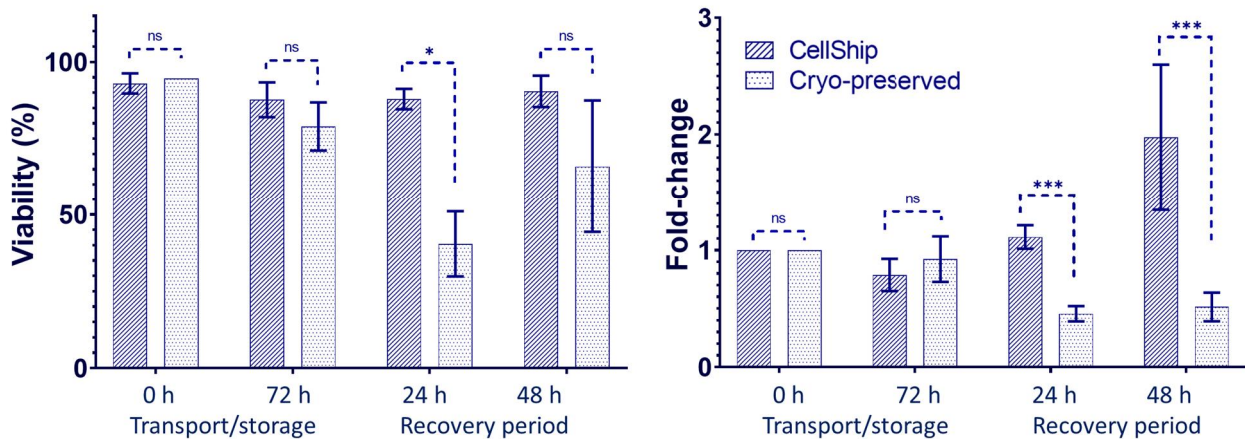 ns
ns
*
ns
100
50
0
Viability (%)
0 h
72 h
24 h
48 h
Transport/storage
Recovery period
3
2
1
0
Fold-change
CellShip
Cryo-preserved
ns
ns
***
***
0 h
72 h
24 h
48 h
Transport/storage
Recovery period